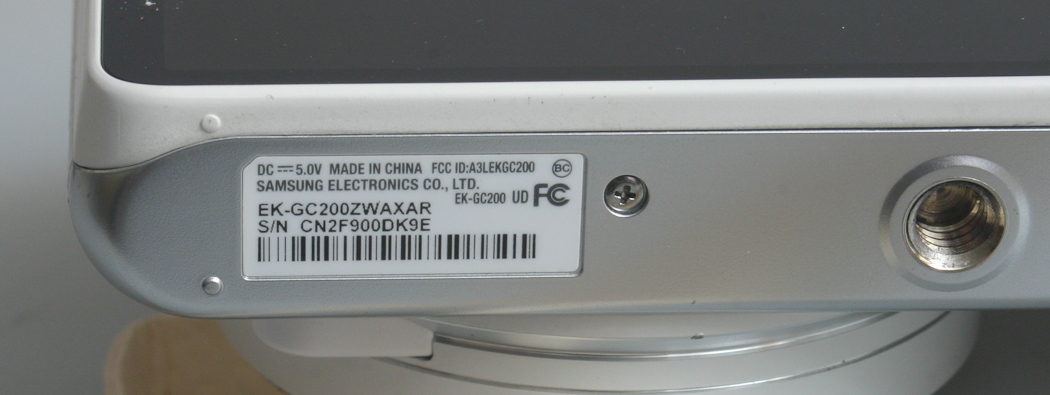 DC ⎓ 5.0V MADE IN CHINA FCC ID:A3LEKGC200 BC
SAMSUNG ELECTRONICS CO., LTD.
EK-GC200 UD FC
EK-GC200ZWAXAR
S/N CN2F900DK9E